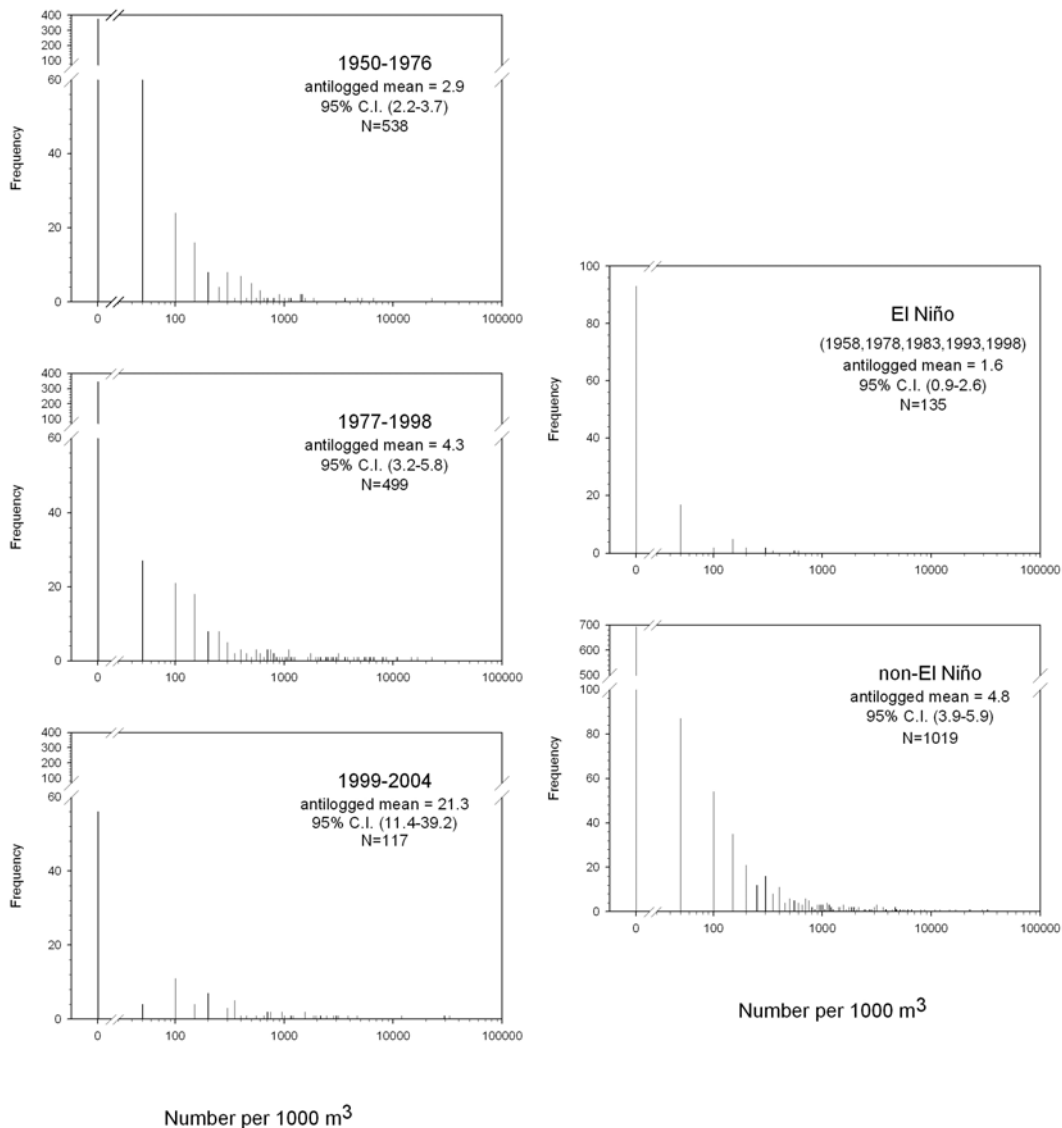 400
300
200
100
60
40
20
0
Frequency
1950-1976
antilogged mean = 2.9
95% C.I. (2.2-3.7)
N=538
0 100 1000 10000 100000
400
300
200
100
60
40
20
0
Frequency
1977-1998
antilogged mean = 4.3
95% C.I. (3.2-5.8)
N=499
0 100 1000 10000 100000
400
300
200
100
60
40
20
0
Frequency
1999-2004
antilogged mean = 21.3
95% C.I. (11.4-39.2)
N=117
0 100 1000 10000 100000
Number per 1000 m³
100
80
60
40
20
0
Frequency
El Niño
(1958,1978,1983,1993,1998)
antilogged mean = 1.6
95% C.I. (0.9-2.6)
N=135
0 100 1000 10000 100000
700
600
500
100
80
60
40
20
0
Frequency
non-El Niño
antilogged mean = 4.8
95% C.I. (3.9-5.9)
N=1019
0 100 1000 10000 100000
Number per 1000 m³